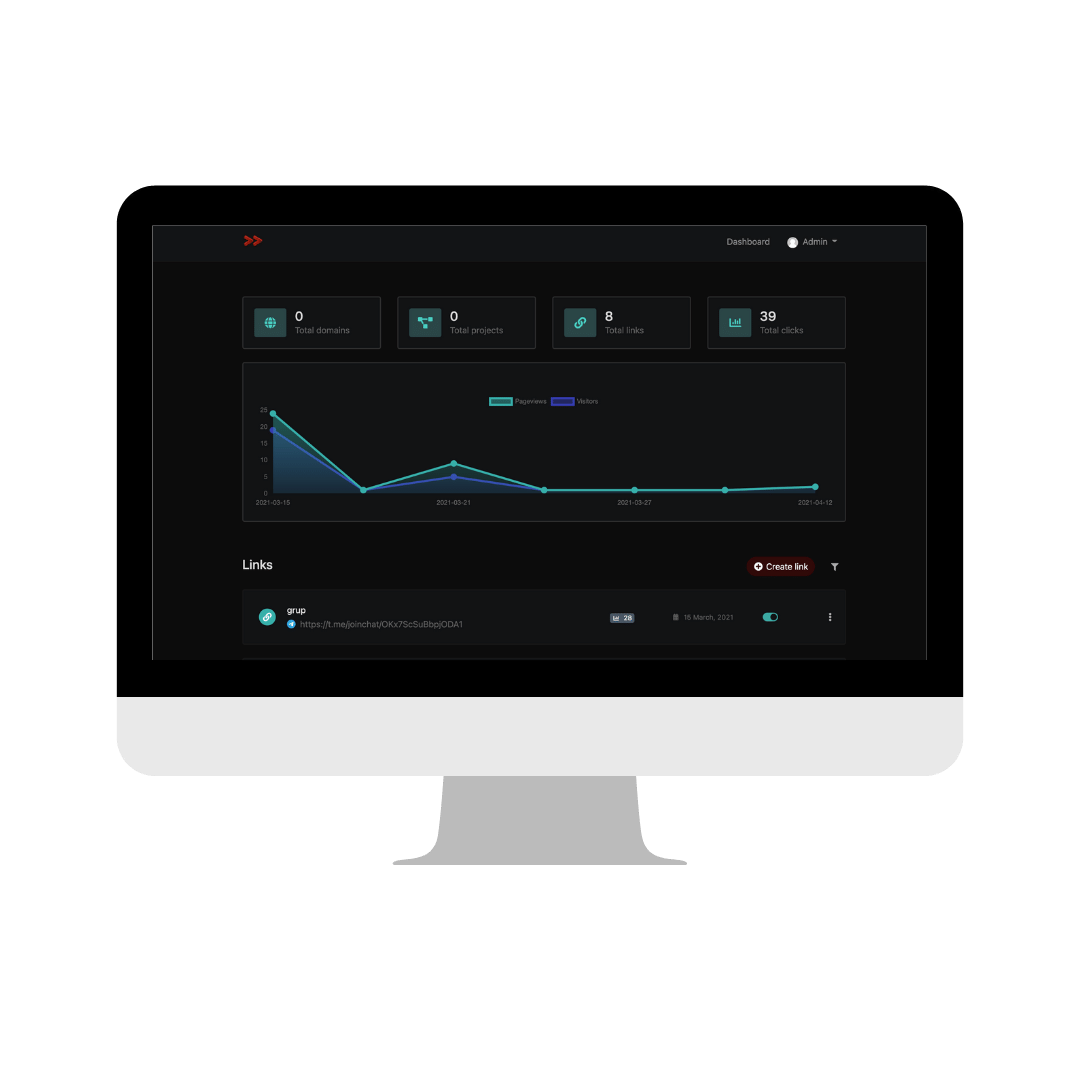 Dashboard Admin
0
Total domains
0
Total projects
8
Total links
39
Total clicks
Pageviews Visitors
25
20
15
10
5
0
2021-03-15 2021-03-21 2021-03-27 2021-04-12
Links
Create link
grup
https://t.me/joinchat/OKx7ScSuBbpjODA1
28
18 March, 2021